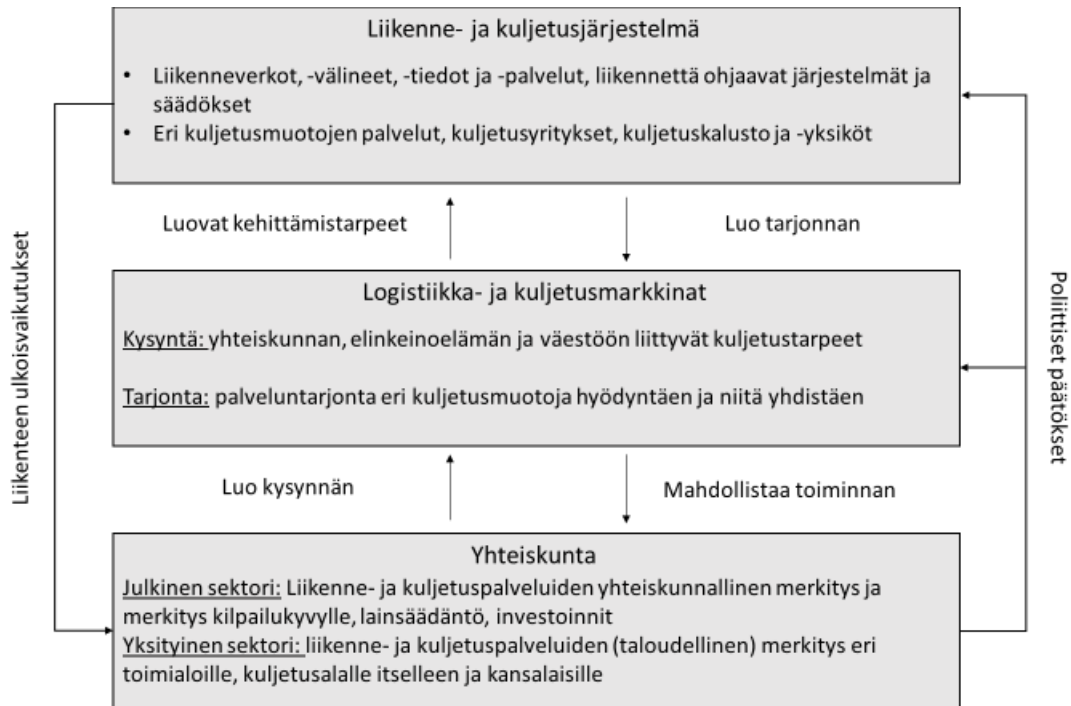 Liikenne- ja kuljetusjärjestelmä
• Liikenneverkot, -välineet, -tiedot ja -palvelut, liikennettä ohjaavat järjestelmät ja
säädökset
• Eri kuljetusmuotojen palvelut, kuljetusyritykset, kuljetuskalusto ja -yksiköt
Luovat kehittämistarpeet
Luo tarjonnan
Liikenteen ulkoisvaikutukset
Poliittiset päätökset
Logistiikka- ja kuljetusmarkkinat
Kysyntä: yhteiskunnan, elinkeinoelämän ja väestöön liittyvät kuljetustarpeet
Tarjonta: palveluntarjonta eri kuljetusmuotoja hyödyntäen ja niitä yhdistäen
Luo kysynnän
Mahdollistaa toiminnan
Yhteiskunta
Julkinen sektori: Liikenne- ja kuljetuspalveluiden yhteiskunnallinen merkitys ja
merkitys kilpailukyvylle, lainsäädäntö, investoinnit
Yksityinen sektori: liikenne- ja kuljetuspalveluiden (taloudellinen) merkitys eri
toimialoille, kuljetusalalle itselleen ja kansalaisille